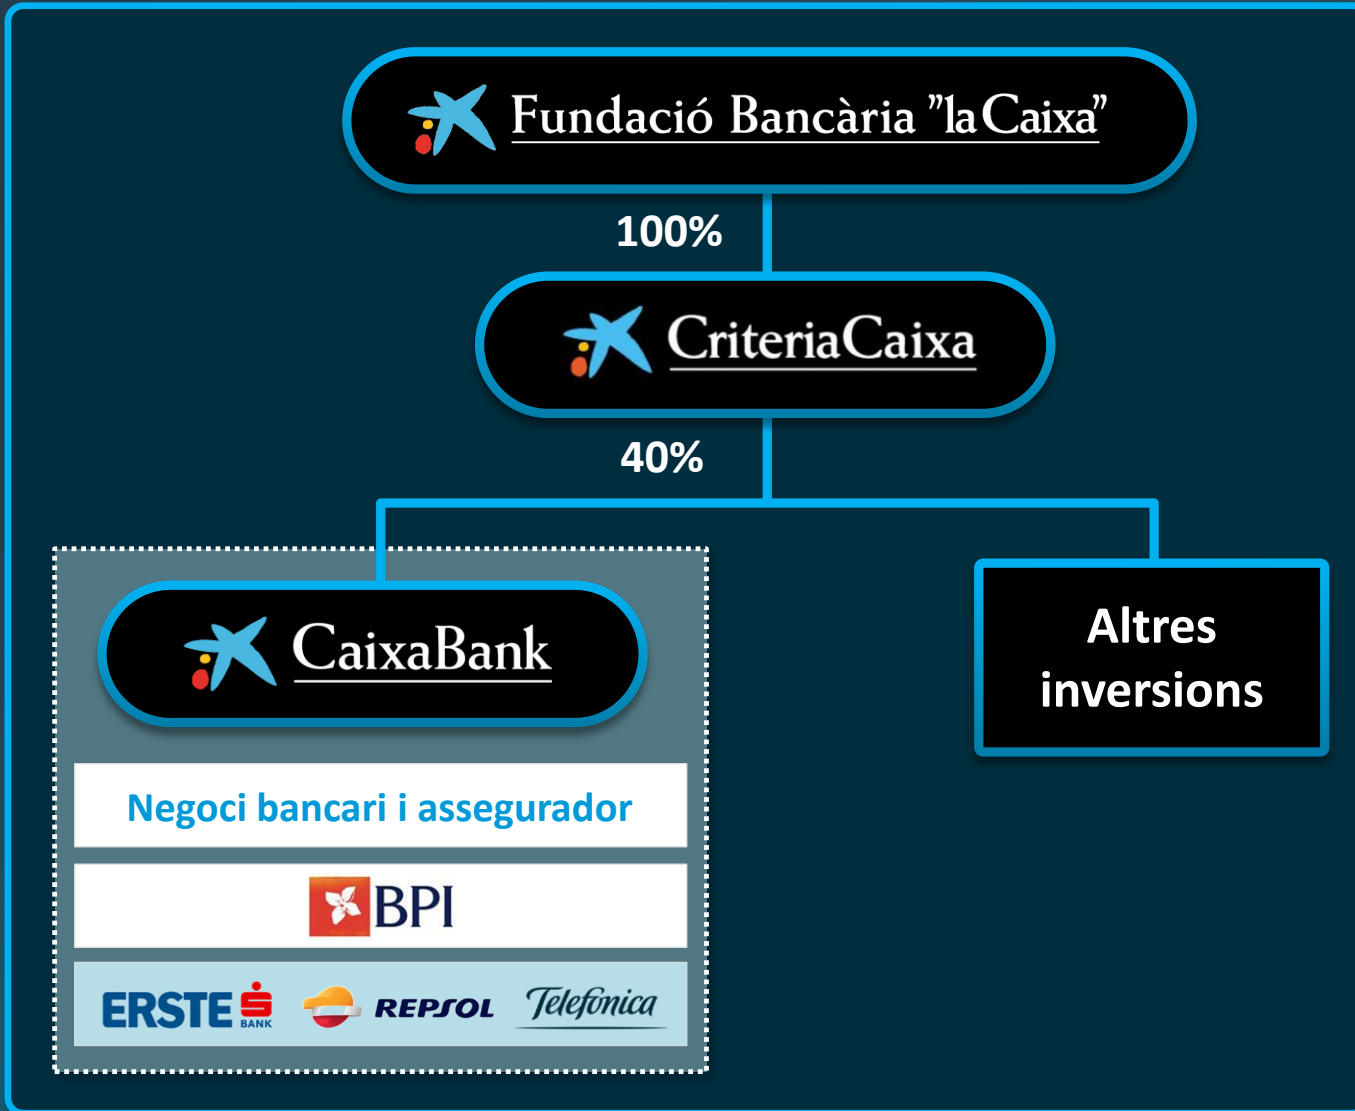 Fundació Bancària "la Caixa"
100%
CriteriaCaixa
40%
CaixaBank
Altres
inversions
Negoci bancari i assegurador
BPI
ERSTE S BANK REPSOL Telefónica